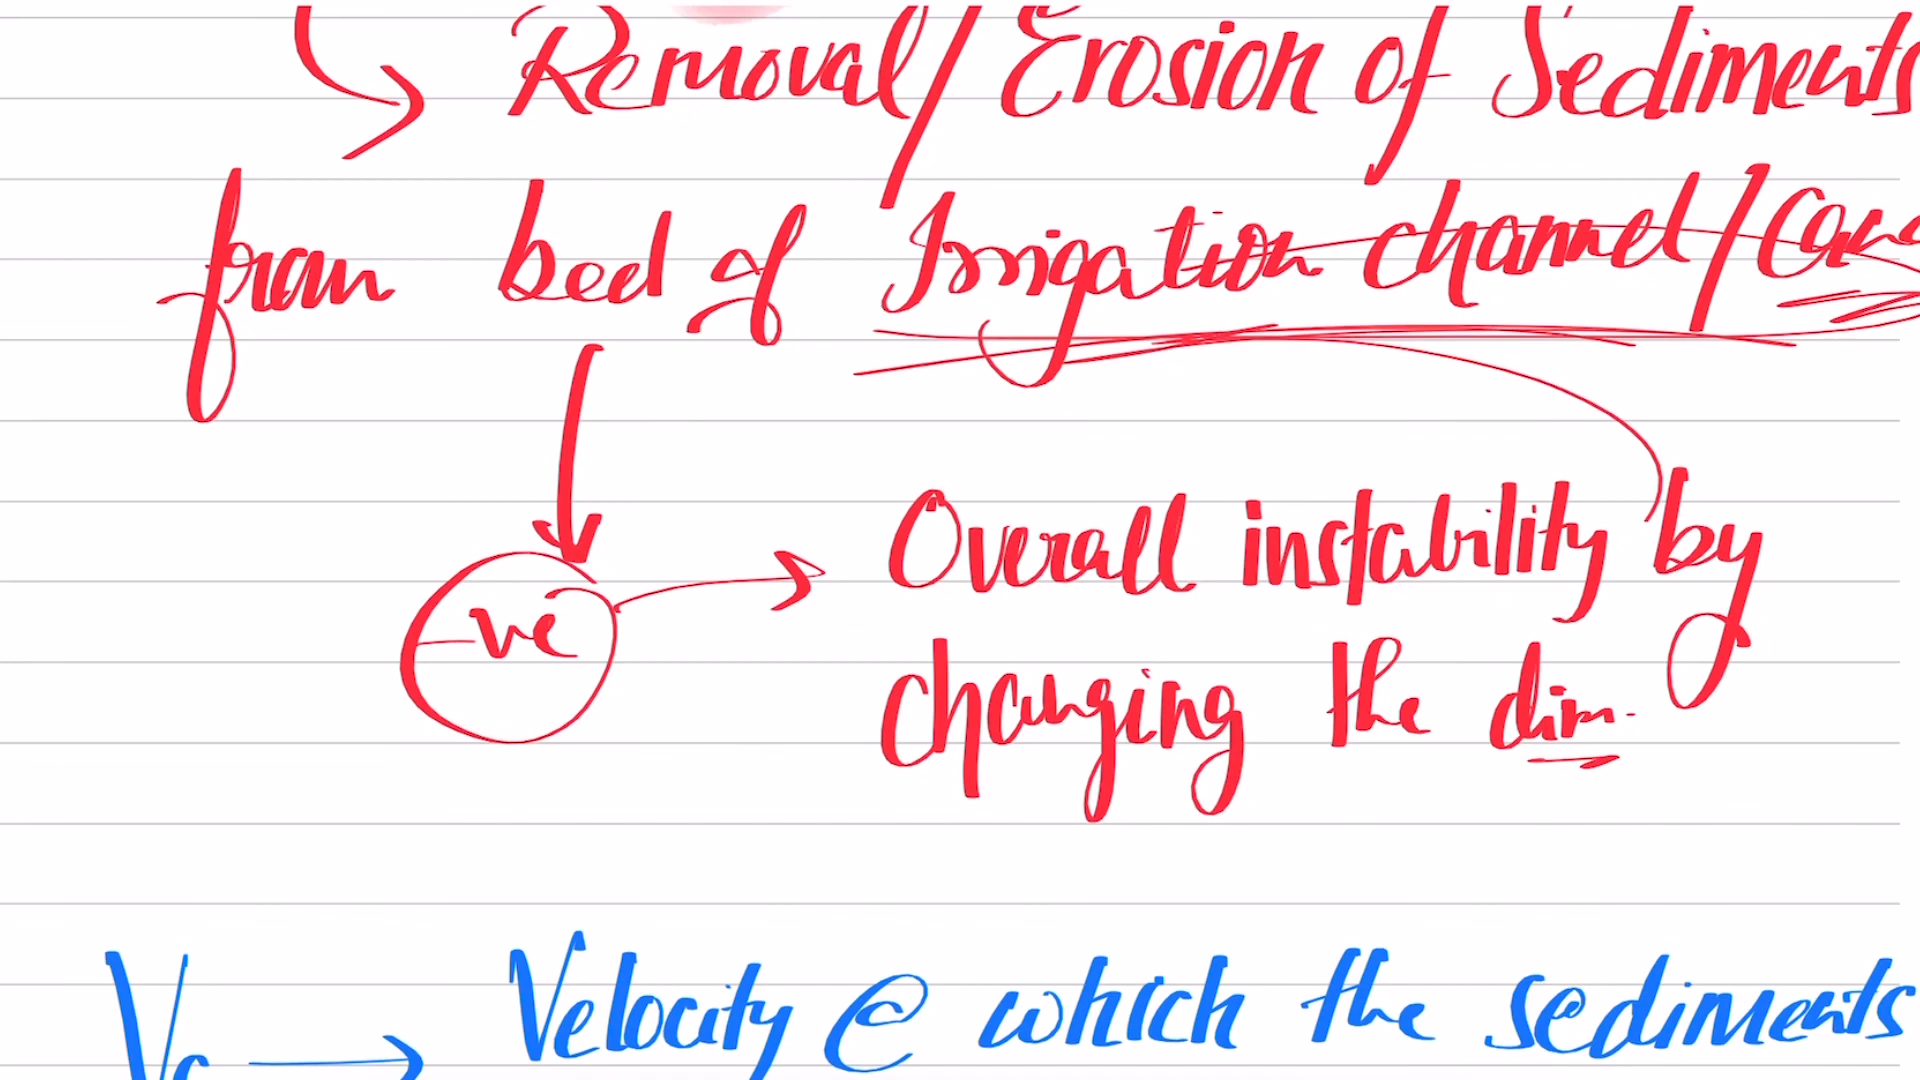 Removal/Erosion of Sediments
from bed of Irrigation channel/Cana
-ve → Overall instability by
changing the dim.
Vc → Velocity @ which the sediments